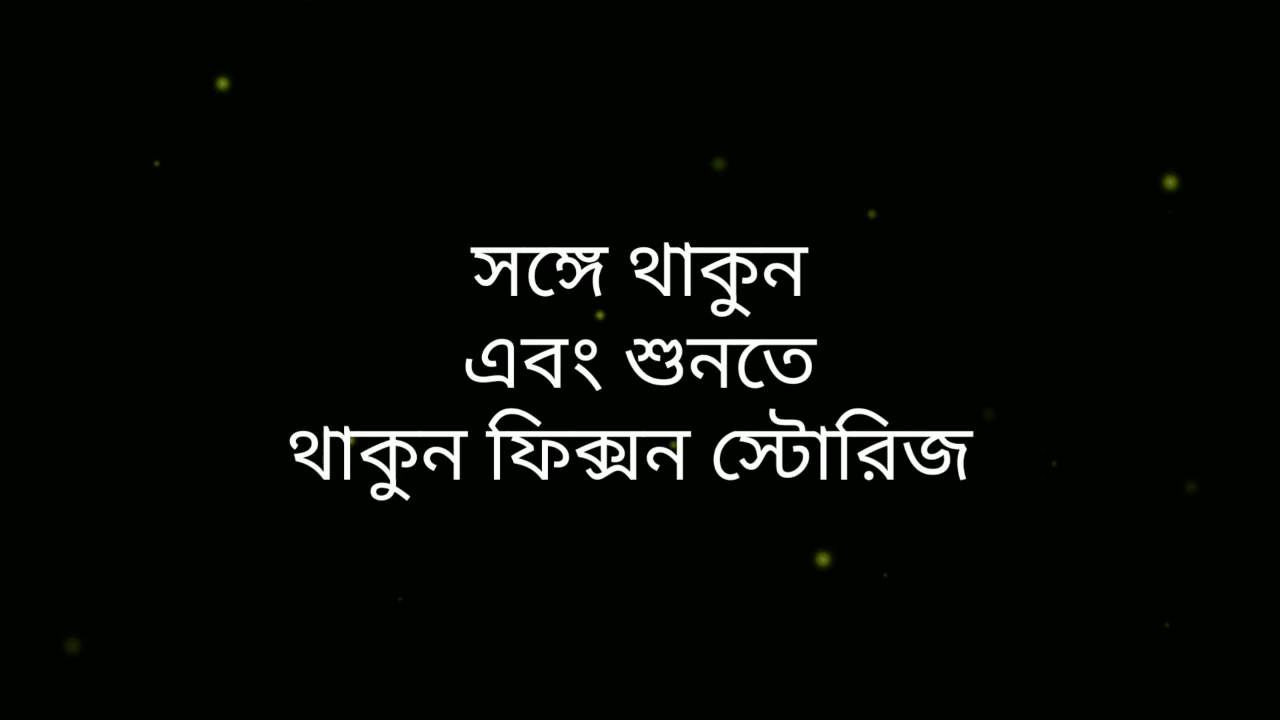 সঙ্গে থাকুন
এবং শুনতে
থাকুন ফিক্সন স্টোরিজ